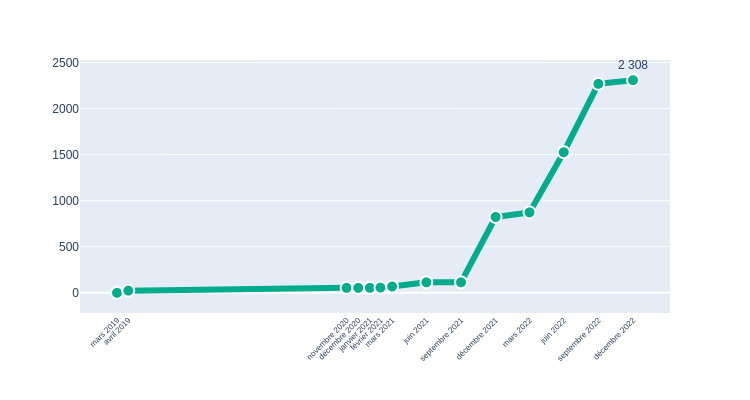 2500
2 308
2000
1500
1000
500
0
mars 2019
avril 2019
novembre 2020
décembre 2020
janvier 2021
février 2021
mars 2021
juin 2021
septembre 2021
décembre 2021
mars 2022
juin 2022
septembre 2022
décembre 2022